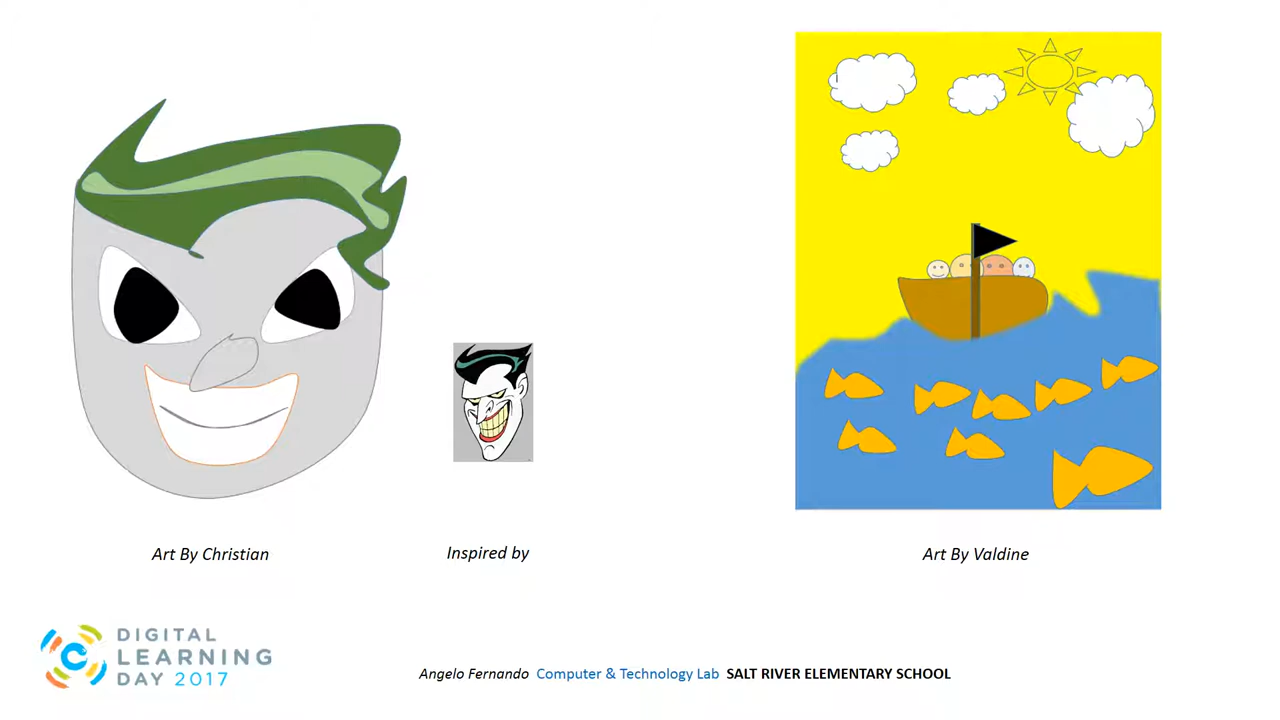 Art By Christian
Inspired by
Art By Valdine
DIGITAL
LEARNING
DAY 2017
Angelo Fernando Computer & Technology Lab SALT RIVER ELEMENTARY SCHOOL